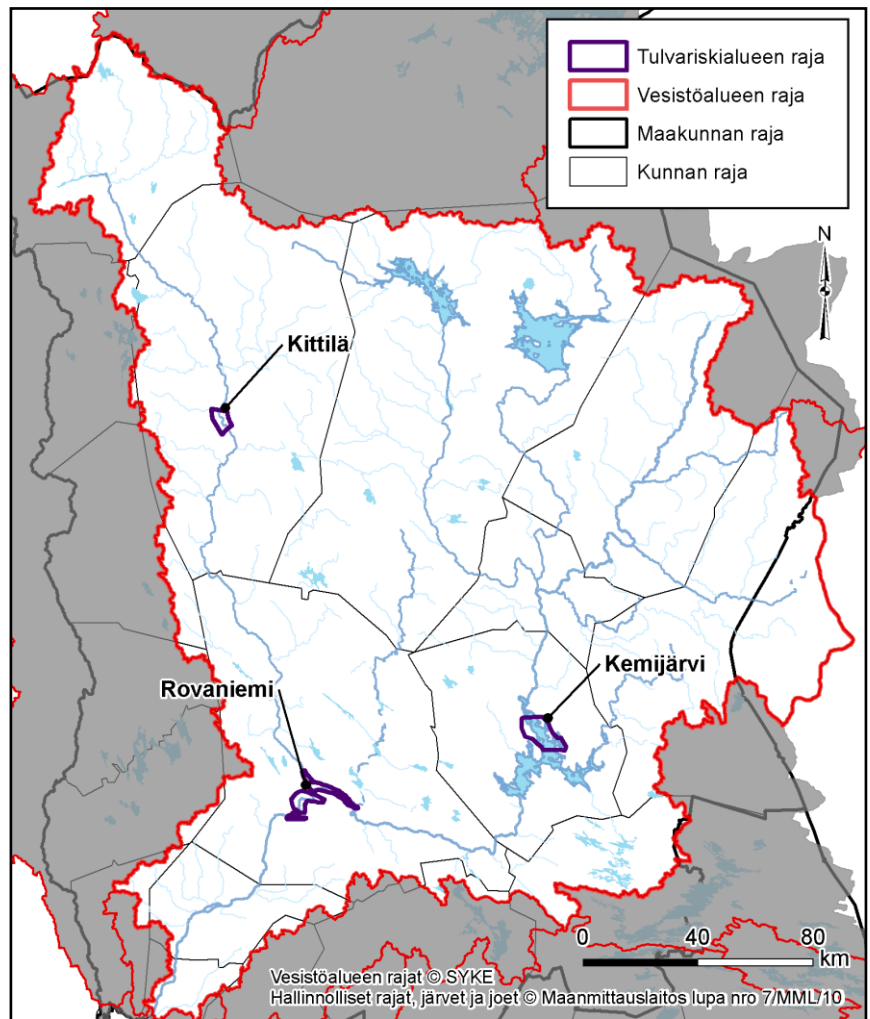 Tulvariskialueen raja
Vesistöalueen raja
Maakunnan raja
Kunnan raja
N
Kittilä
Kemijärvi
Rovaniemi
0 40 80
km
Vesistöalueen rajat © SYKE
Hallinnolliset rajat, järvet ja joet © Maanmittauslaitos lupa nro 7/MML/10